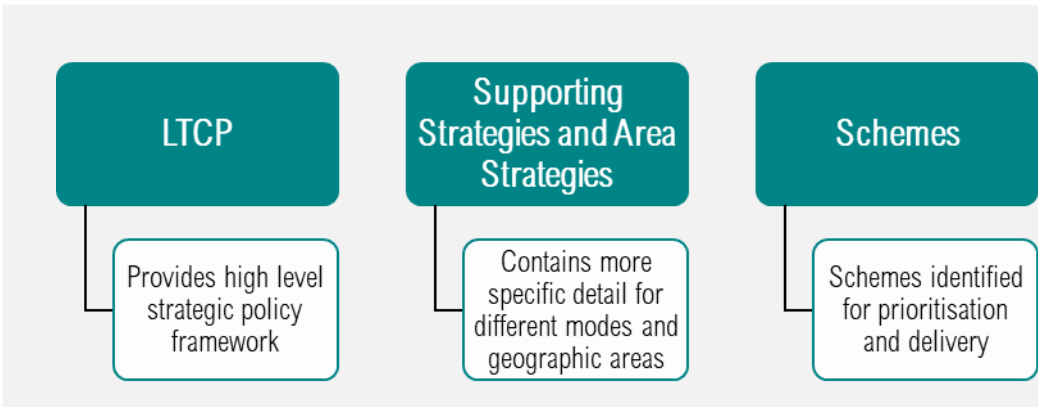 LTCP
Provides high level
strategic policy
framework
Supporting
Strategies and Area
Strategies
Contains more
specific detail for
different modes and
geographic areas
Schemes
Schemes identified
for prioritisation
and delivery